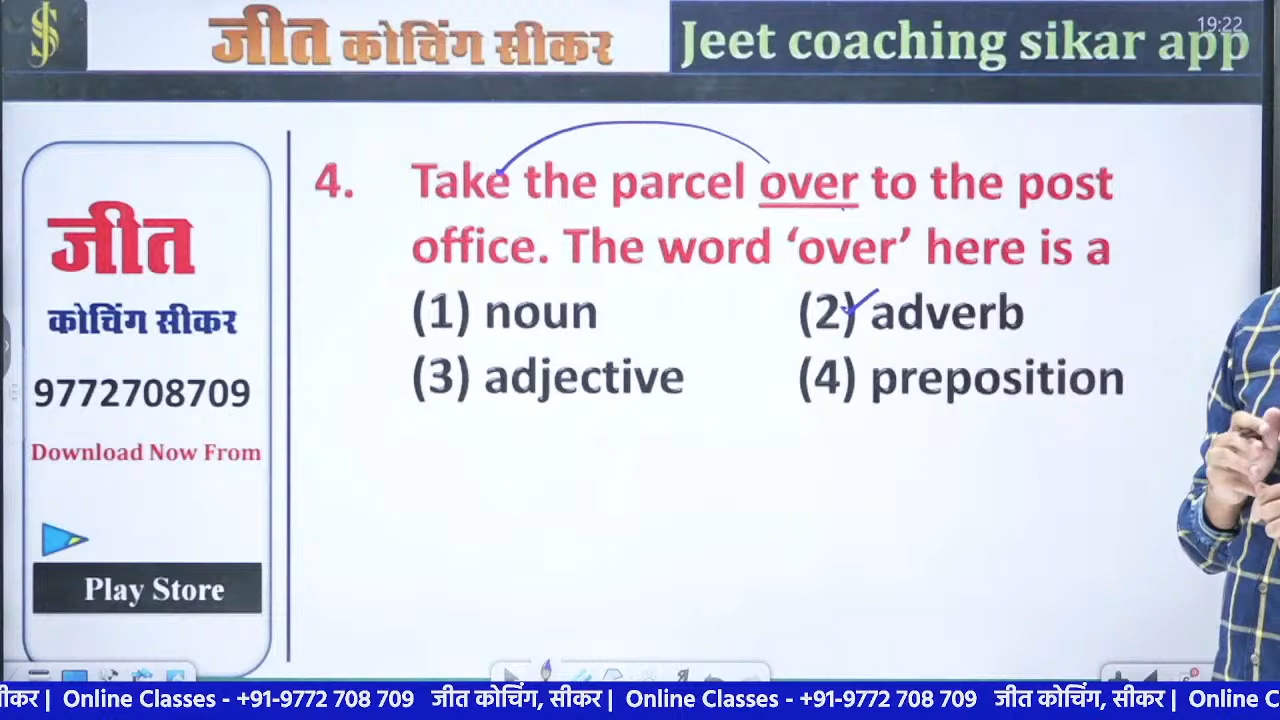 जीत कोचिंग सीकर
Jeet coaching sikar app
19:22
जीत
कोचिंग सीकर
9772708709
Download Now From
Play Store
4. Take the parcel over to the post
office. The word ‘over’ here is a
(1) noun (2) adverb
(3) adjective (4) preposition
सीकर | Online Classes - +91-9772 708 709 जीत कोचिंग, सीकर | Online Classes - +91-9772 708 709 जीत कोचिंग, सीकर | Online C